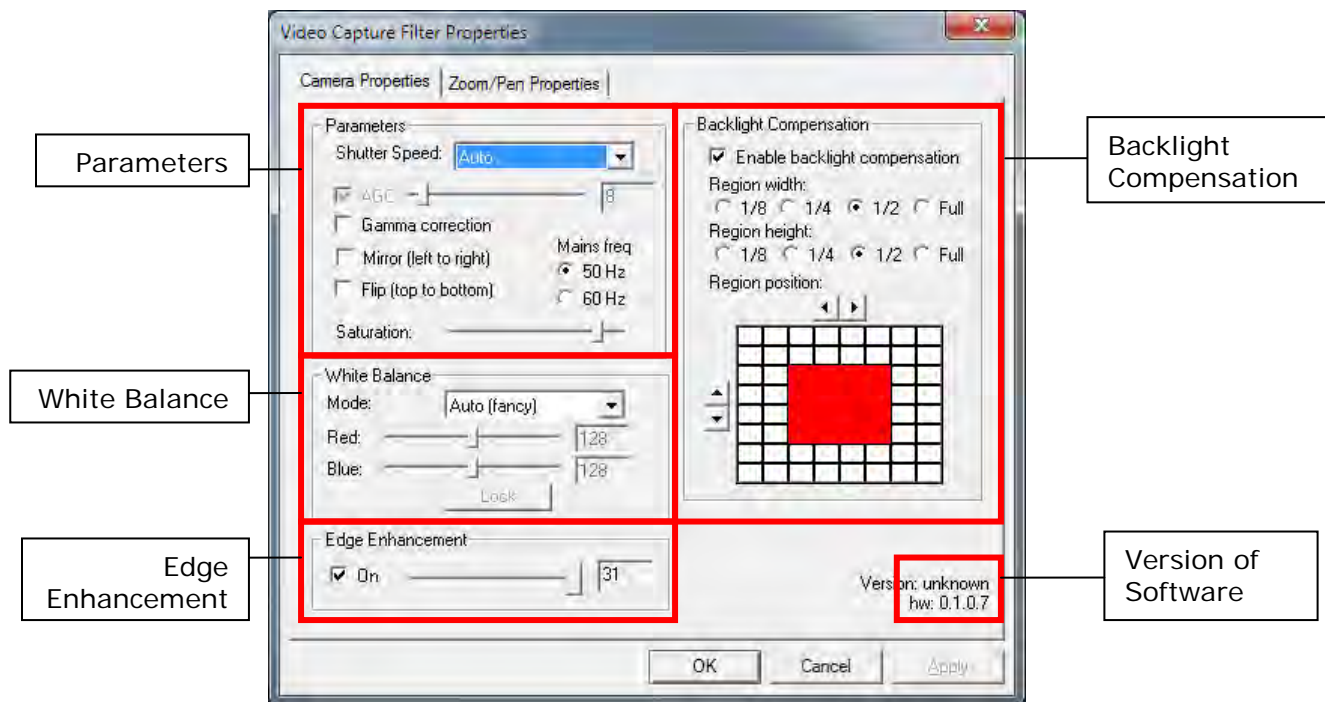 Video Capture Filter Properties
Camera Properties
Zoom/Pan Properties
Parameters
Parameters
Shutter Speed: Auto
AGC 8
Gamma correction
Mirror (left to right)
Flip (top to bottom)
Mains freq
50 Hz
60 Hz
Saturation:
White Balance
White Balance
Mode: Auto (fancy)
Red: 128
Blue: 128
Lock
Edge
Enhancement
Edge Enhancement
On 31
Backlight Compensation
Enable backlight compensation
Region width:
1/8 1/4 1/2 Full
Region height:
1/8 1/4 1/2 Full
Region position:
Backlight
Compensation
Version: unknown
hw: 0.1.0.7
Version of
Software
OK Cancel Apply